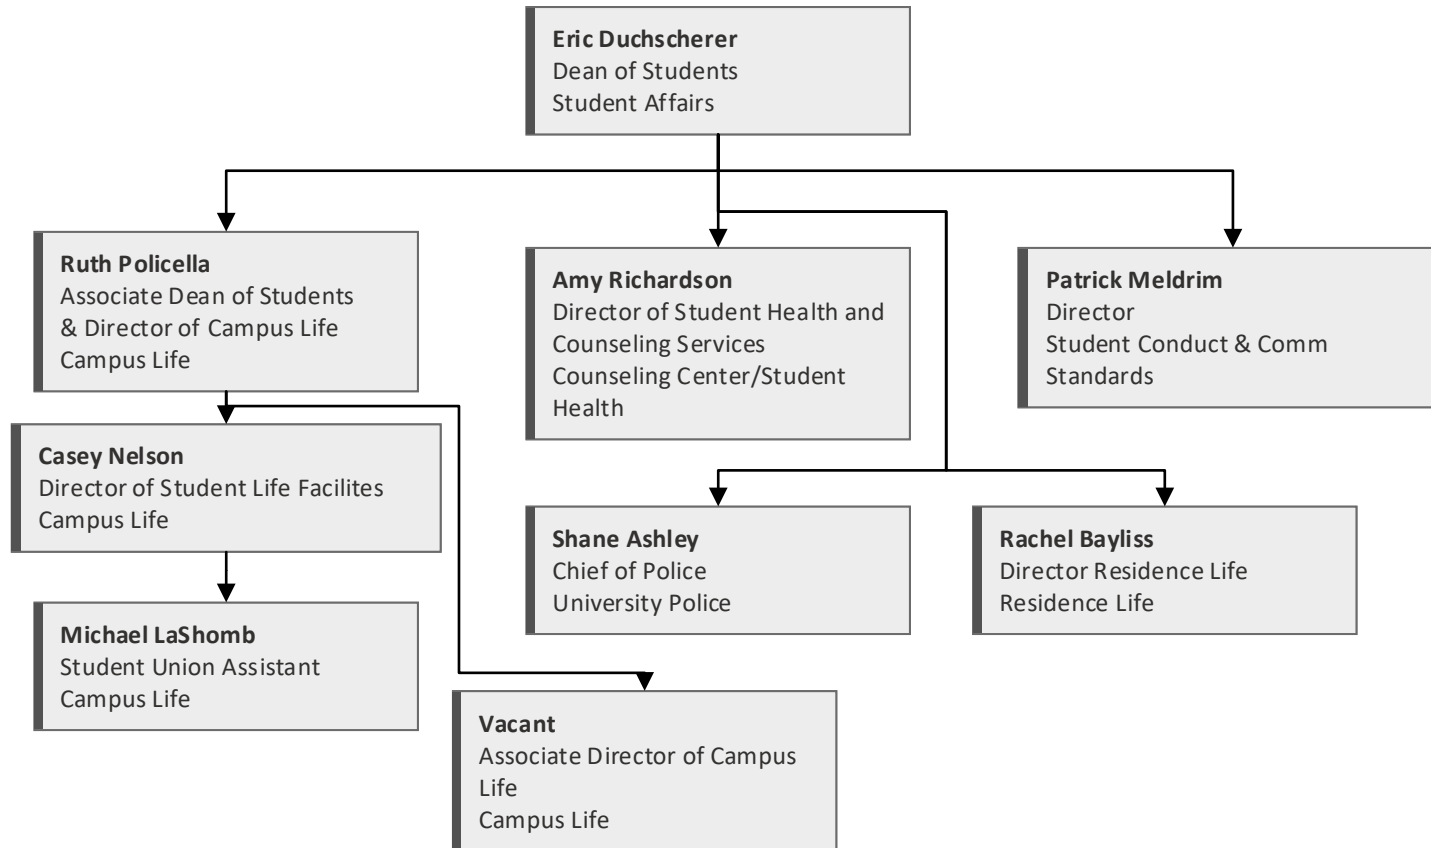 Eric Duchscherer
Dean of Students
Student Affairs
Ruth Policella
Associate Dean of Students
& Director of Campus Life
Campus Life
Amy Richardson
Director of Student Health and
Counseling Services
Counseling Center/Student
Health
Patrick Meldrim
Director
Student Conduct & Comm
Standards
Casey Nelson
Director of Student Life Facilites
Campus Life
Shane Ashley
Chief of Police
University Police
Rachel Bayliss
Director Residence Life
Residence Life
Michael LaShomb
Student Union Assistant
Campus Life
Vacant
Associate Director of Campus
Life
Campus Life